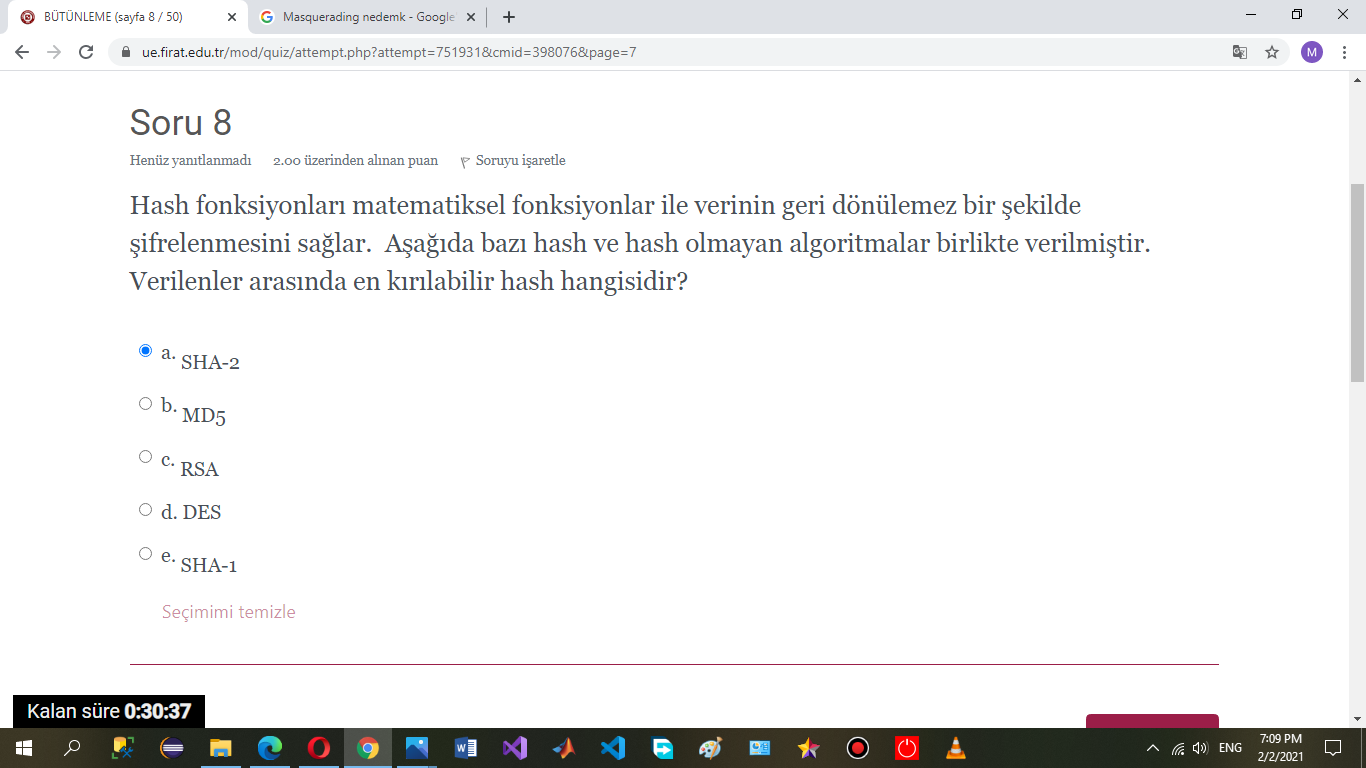 BÜTÜNLEME (sayfa 8 / 50)
Masquerading nedemk - Google
ue.firat.edu.tr/mod/quiz/attempt.php?attempt=751931&cmid=398076&page=7
M
Soru 8
Henüz yanıtlanmadı 2.00 üzerinden alınan puan Soruyu işaretle
Hash fonksiyonları matematiksel fonksiyonlar ile verinin geri dönülemez bir şekilde
şifrelenmesini sağlar. Aşağıda bazı hash ve hash olmayan algoritmalar birlikte verilmiştir.
Verilenler arasında en kırılabilir hash hangisidir?
a. SHA-2
b. MD5
c. RSA
d. DES
e. SHA-1
Seçimimi temizle
Kalan süre 0:30:37
ENG
7:09 PM
2/2/2021